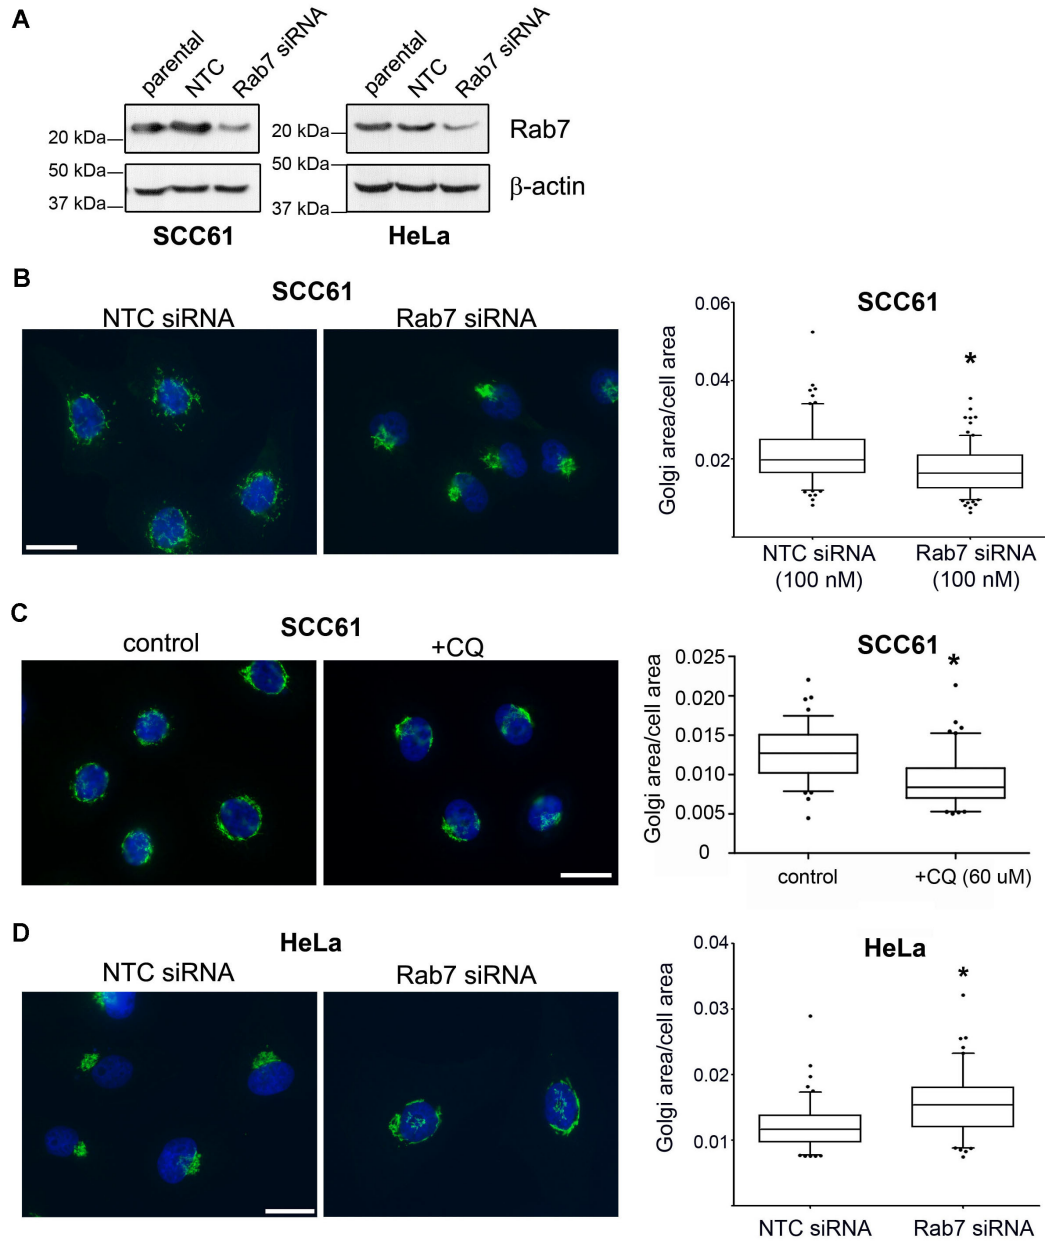 A
parental
NTC
Rab7 siRNA
parental
NTC
Rab7 siRNA
20 kDa
20 kDa
Rab7
50 kDa
50 kDa
β-actin
37 kDa
37 kDa
SCC61
HeLa
B
SCC61
NTC siRNA
Rab7 siRNA
SCC61
0.06
0.04
0.02
*
Golgi area/cell area
NTC siRNA
(100 nM)
Rab7 siRNA
(100 nM)
C
SCC61
control
+CQ
SCC61
0.025
0.020
0.015
0.010
0.005
0
*
Golgi area/cell area
control
+CQ (60 uM)
D
HeLa
NTC siRNA
Rab7 siRNA
HeLa
0.04
0.03
0.02
0.01
*
Golgi area/cell area
NTC siRNA
Rab7 siRNA